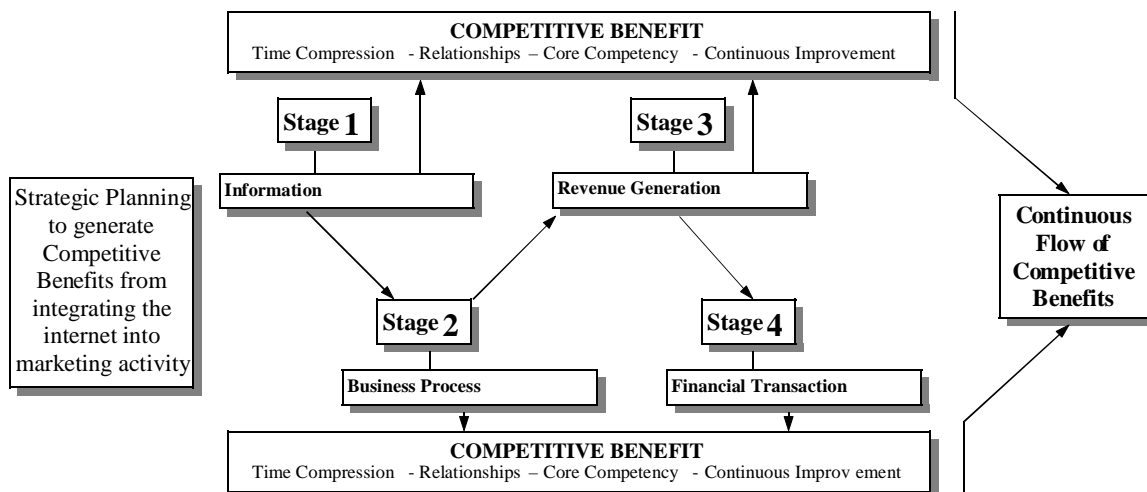 COMPETITIVE BENEFIT
Time Compression - Relationships – Core Competency - Continuous Improvement
Stage 1
Stage 3
Information
Revenue Generation
Strategic Planning
to generate
Competitive
Benefits from
integrating the
internet into
marketing activity
Continuous
Flow of
Competitive
Benefits
Stage 2
Stage 4
Business Process
Financial Transaction
COMPETITIVE BENEFIT
Time Compression - Relationships – Core Competency - Continuous Improv ement